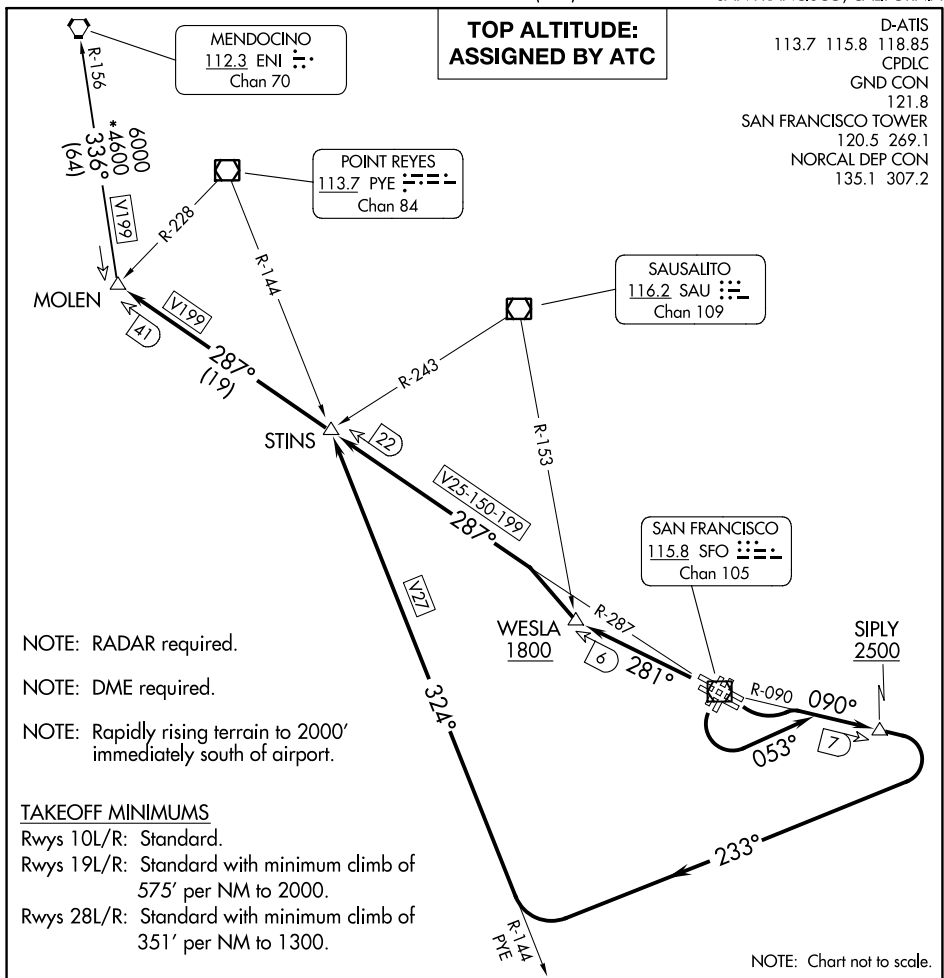 TOP ALTITUDE:
ASSIGNED BY ATC
D-ATIS
113.7 115.8 118.85
CPDLC
GND CON
121.8
SAN FRANCISCO TOWER
120.5 269.1
NORCAL DEP CON
135.1 307.2
MENDOCINO
112.3 ENI
Chan 70
R-156
6000
*4600
336°
(64)
V199
POINT REYES
113.7 PYE
Chan 84
R-228
R-144
MOLEN
41
V199
287°
(19)
SAUSALITO
116.2 SAU
Chan 109
R-243
R-153
STINS
22
V25-150-199
287°
SAN FRANCISCO
115.8 SFO
Chan 105
WESLA
1800
R-287
6
281°
SIPLY
2500
R-090
090°
7
053°
V27
324°
233°
R-144
PYE
NOTE: RADAR required.
NOTE: DME required.
NOTE: Rapidly rising terrain to 2000'
immediately south of airport.
TAKEOFF MINIMUMS
Rwys 10L/R: Standard.
Rwys 19L/R: Standard with minimum climb of
575' per NM to 2000.
Rwys 28L/R: Standard with minimum climb of
351' per NM to 1300.
NOTE: Chart not to scale.